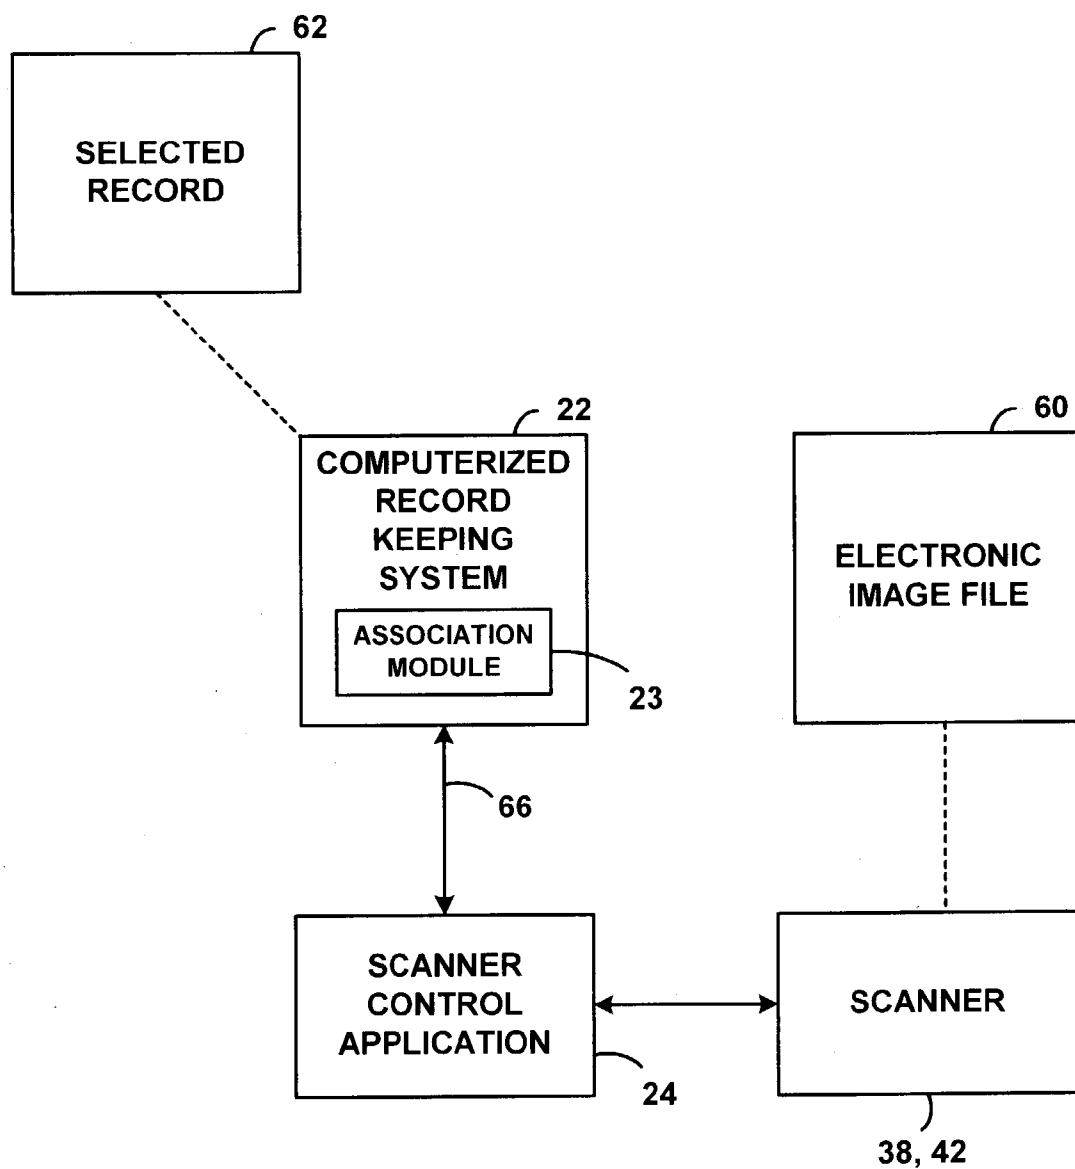 62
SELECTED
RECORD
22
COMPUTERIZED
RECORD
KEEPING
SYSTEM
ASSOCIATION
MODULE
23
60
ELECTRONIC
IMAGE FILE
66
SCANNER
CONTROL
APPLICATION
24
SCANNER
38, 42